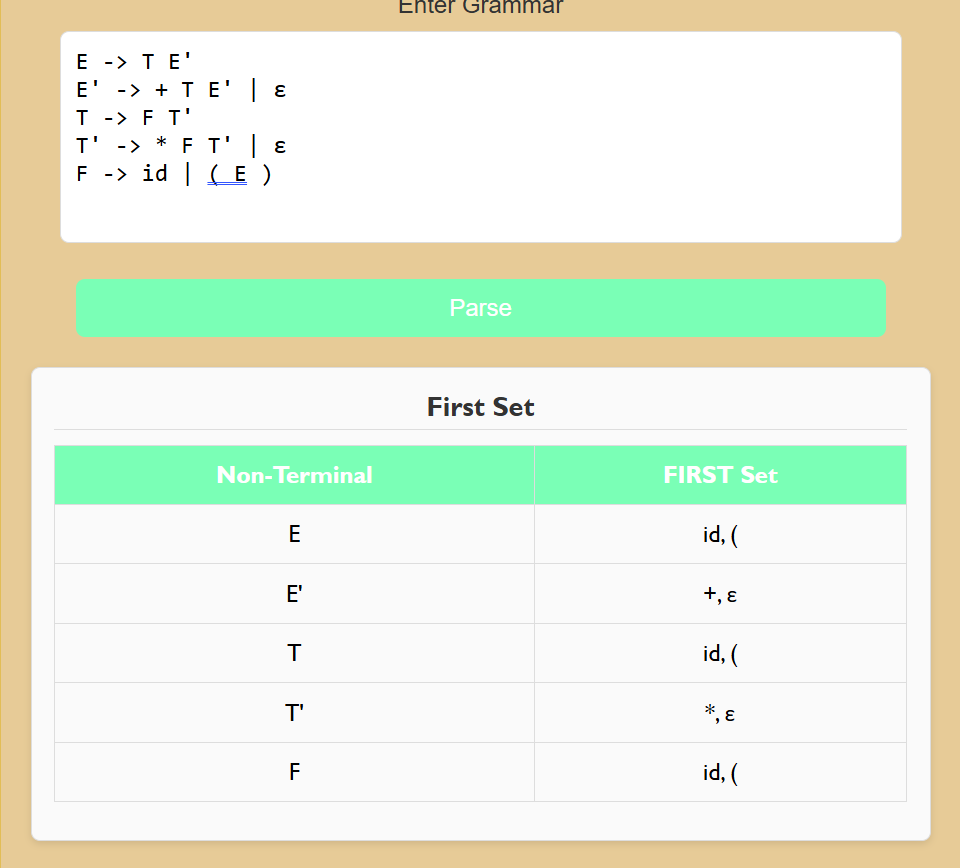 Enter Grammar
E -> T E'
E' -> + T E' | ε
T -> F T'
T' -> * F T' | ε
F -> id | ( E )
Parse
First Set
Non-Terminal FIRST Set
E id, (
E' +, ε
T id, (
T' *, ε
F id, (